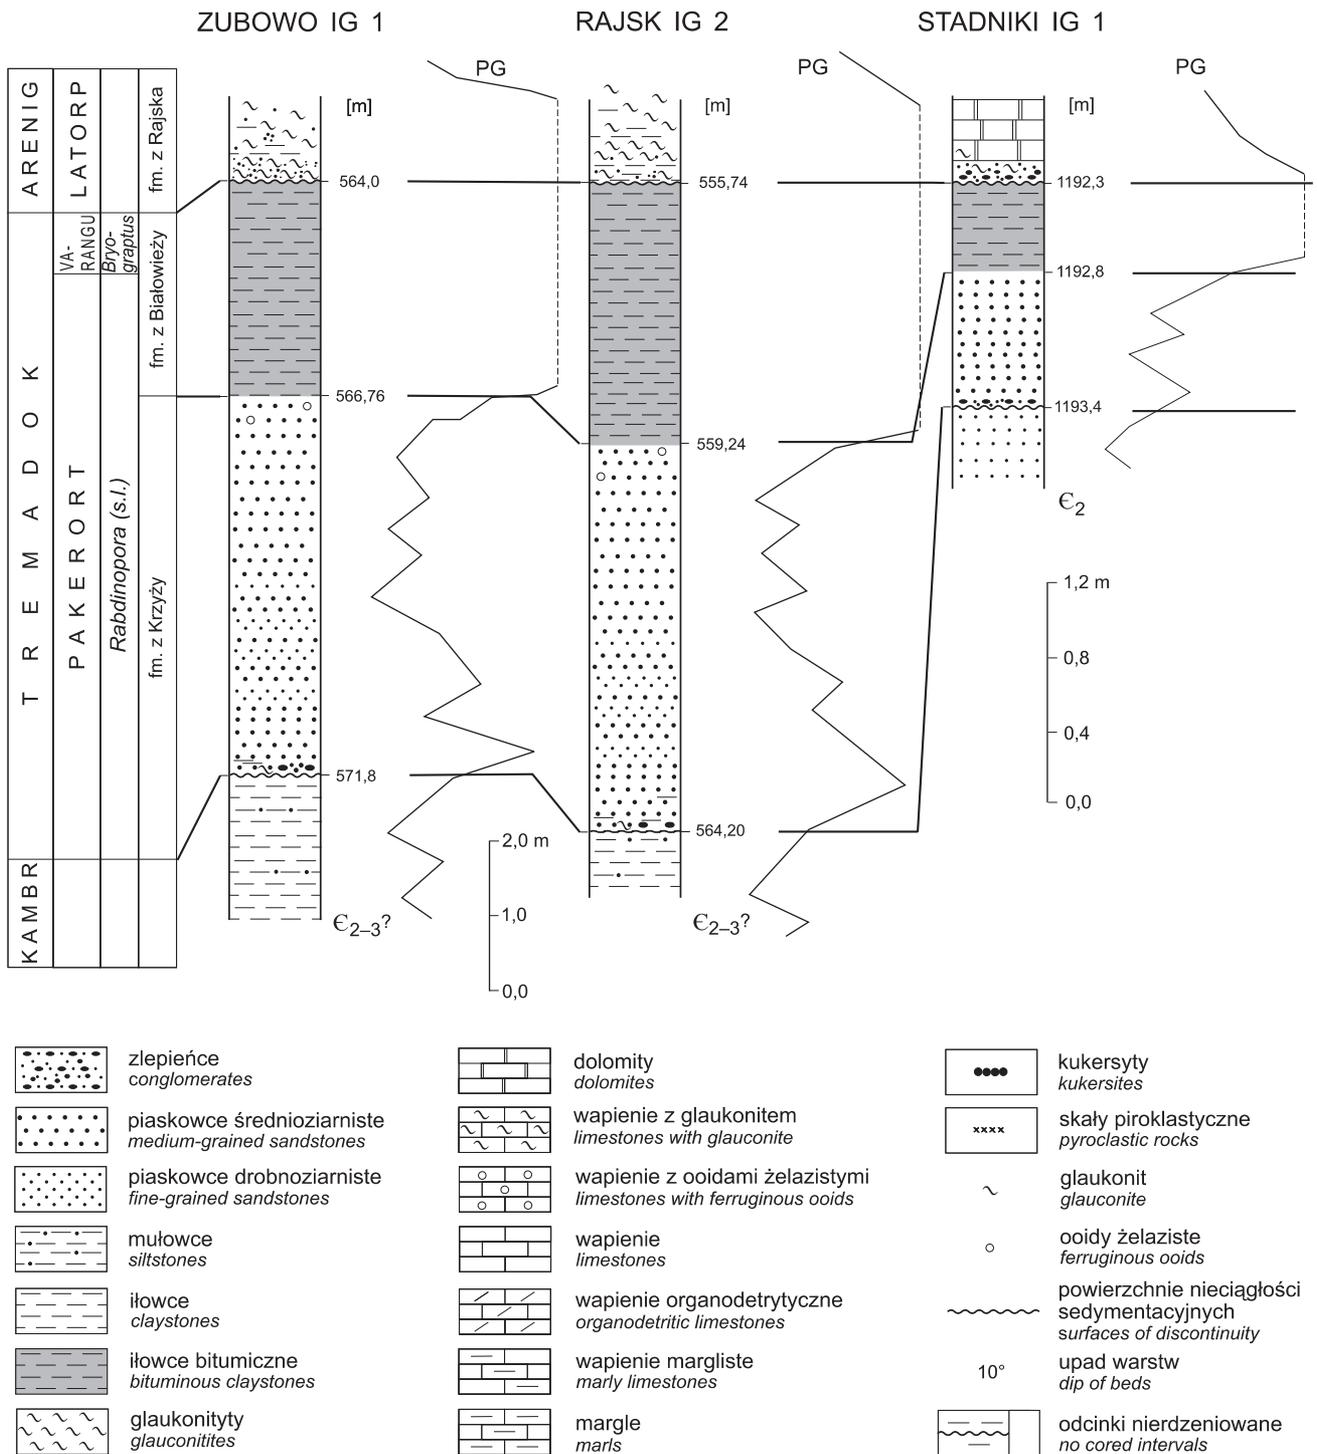 ZUBOWO IG 1
RAJSK IG 2
STADNIKI IG 1
ARENIG
LATORP
fm. z Rajska
TREMADOK
VA-
RANGU
Bryo-
graptus
fm. z Białowieży
PAKERORT
Rabdinopora (s.l.)
fm. z Krzyży
KAMBR
PG
[m]
564,0
566,76
571,8
Є2–3?
2,0 m
1,0
0,0
PG
[m]
555,74
559,24
564,20
Є2–3?
PG
[m]
1192,3
1192,8
1193,4
Є2
1,2 m
0,8
0,4
0,0
zlepieńce
conglomerates
piaskowce średnioziarniste
medium-grained sandstones
piaskowce drobnoziarniste
fine-grained sandstones
mułowce
siltstones
iłowce
claystones
iłowce bitumiczne
bituminous claystones
glaukonityty
glauconitites
dolomity
dolomites
wapienie z glaukonitem
limestones with glauconite
wapienie z ooidami żelazistymi
limestones with ferruginous ooids
wapienie
limestones
wapienie organodetrytyczne
organodetritic limestones
wapienie margliste
marly limestones
margle
marls
kukersyty
kukersites
skały piroklastyczne
pyroclastic rocks
glaukonit
glauconite
ooidy żelaziste
ferruginous ooids
powierzchnie nieciągłości
sedymentacyjnych
surfaces of discontinuity
10°
upad warstw
dip of beds
odcinki nierdzeniowane
no cored intervals